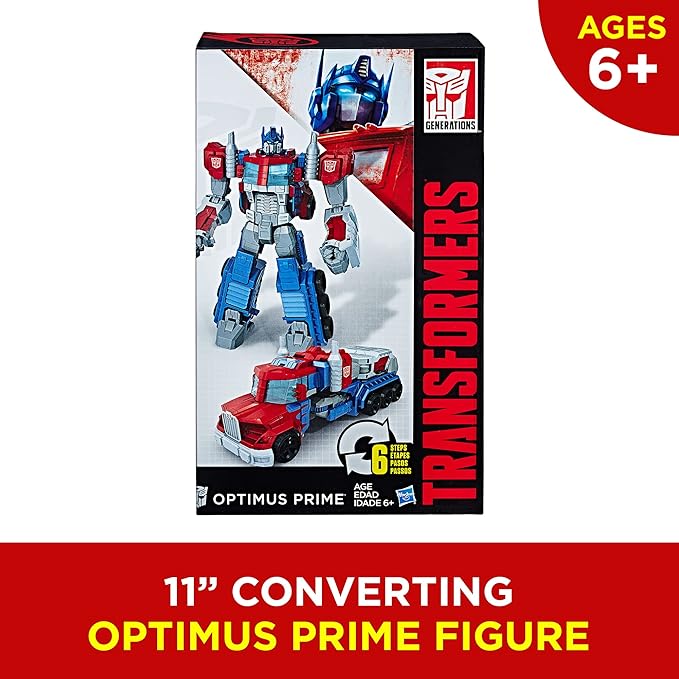 AGES
6+
GENERATIONS
TRANSFORMERS
6 STEPS
ÉTAPES
PASOS
PASSOS
OPTIMUS PRIME
AGE
EDAD
IDADE 6+
Hasbro
11” CONVERTING
OPTIMUS PRIME FIGURE